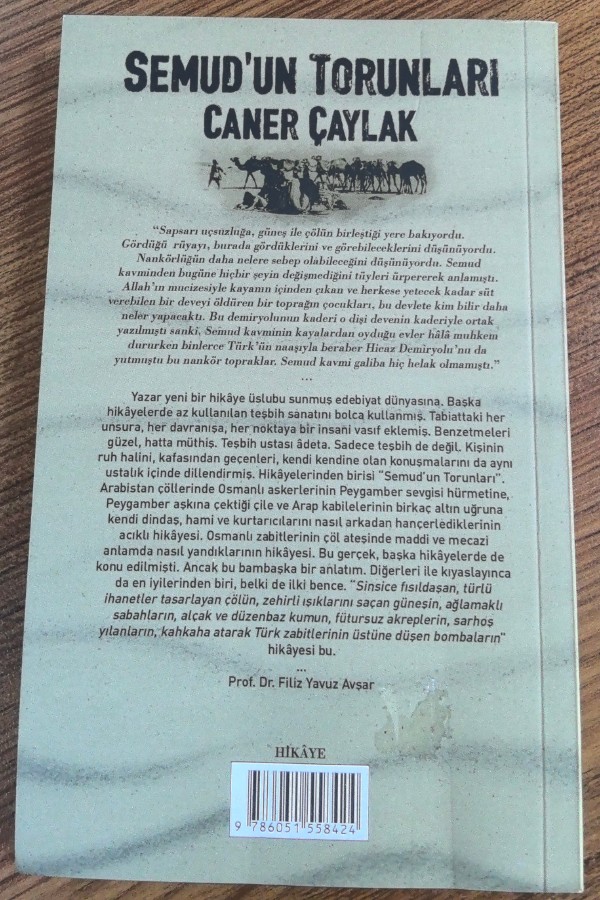 SEMUD'UN TORUNLARI
CANER ÇAYLAK
“Sapsarı uçsuzluğa, güneş ile çölün birleştiği yere bakıyordu.
Gördüğü rüyayı, burada gördüklerini ve görebileceklerini düşünüyordu.
Nankörlüğün daha nelere sebep olabileceğini düşünüyordu. Semud
kavminden bugüne hiçbir şeyin değişmediğini tüyleri ürpererek anlamıştı.
Allah’ın mucizesiyle kayanın içinden çıkan ve herkese yetecek kadar süt
verebilen bir deveyi öldüren bir toprağın çocukları, bu devlete kim bilir daha
neler yapacaktı. Bu demiryolunun kaderi o dişi devenin kaderiyle ortak
yazılmıştı sanki, Semud kavminin kayalardan oyduğu evler hâlâ muhkem
dururken binlerce Türk’ün naaşıyla beraber Hicaz Demiryolu’nu da
yutmuştu bu nankör topraklar. Semud kavmi galiba hiç helak olmamıştı.”
...
Yazar yeni bir hikâye üslubu sunmuş edebiyat dünyasına. Başka
hikâyelerde az kullanılan teşbih sanatını bolca kullanmış. Tabiattaki her
unsura, her davranışa, her noktaya bir insani vasıf eklemiş. Benzetmeleri
güzel, hatta müthiş. Teşbih ustası âdeta. Sadece teşbih de değil. Kişinin
ruh halini, kafasından geçenleri, kendi kendine olan konuşmalarını da aynı
ustalık içinde dillendirmiş. Hikâyelerinden birisi “Semud'un Torunları”.
Arabistan çöllerinde Osmanlı askerlerinin Peygamber sevgisi hürmetine,
Peygamber aşkına çektiği çile ve Arap kabilelerinin birkaç altın uğruna
kendi dindaş, hami ve kurtarıcılarını nasıl arkadan hançerlediklerinin
acıklı hikâyesi. Osmanlı zabitlerinin çöl ateşinde maddi ve mecazi
anlamda nasıl yandıklarının hikâyesi. Bu gerçek, başka hikâyelerde de
konu edilmişti. Ancak bu bambaşka bir anlatım. Diğerleri ile kıyaslayınca
da en iyilerinden biri, belki de ilki bence. “Sinsice fısıldaşan, türlü
ihanetler tasarlayan çölün, zehirli ışıklarını saçan güneşin, ağlamaklı
sabahların, alçak ve düzenbaz kumun, fütursuz akreplerin, sarhoş
yılanların, kahkaha atarak Türk zabitlerinin üstüne düşen bombaların”
hikâyesi bu.
...
Prof. Dr. Filiz Yavuz Avşar
HİKÂYE
9 786051 558424